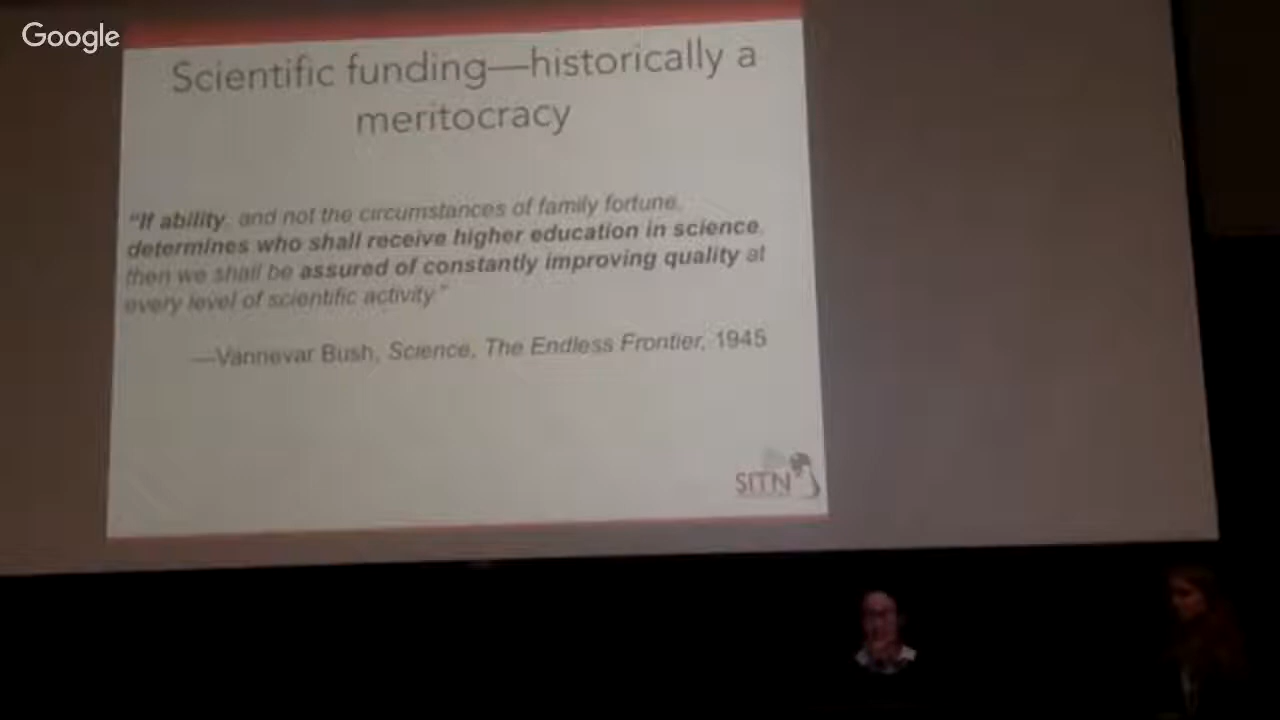 Google
Scientific funding—historically a
meritocracy
“If ability, and not the circumstances of family fortune,
determines who shall receive higher education in science,
then we shall be assured of constantly improving quality at
every level of scientific activity.”
—Vannevar Bush, Science, The Endless Frontier, 1945
SITN